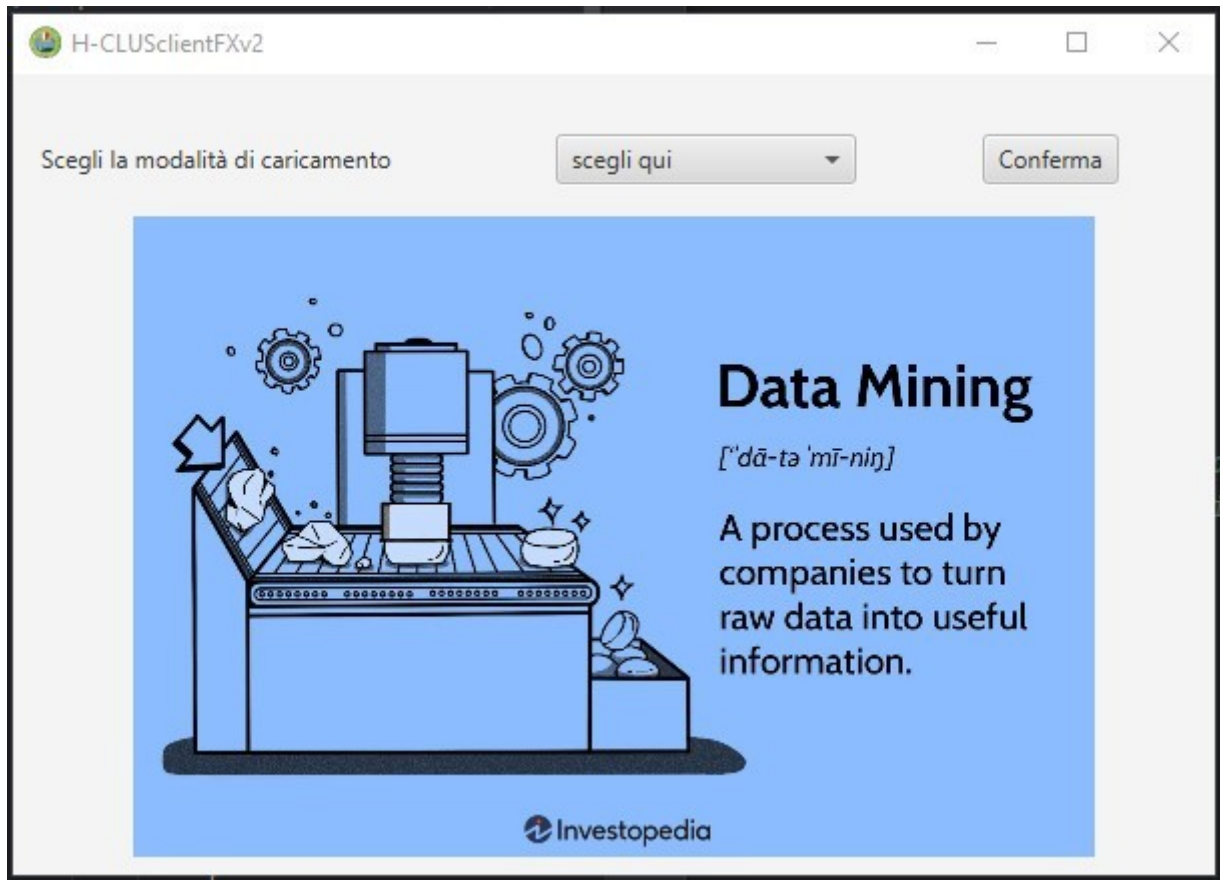 H-CLUSclientFXv2
Scegli la modalità di caricamento
scegli qui
Conferma
Data Mining
[ˈdā-tə ˈmī-niŋ]
A process used by
companies to turn
raw data into useful
information.
Investopedia